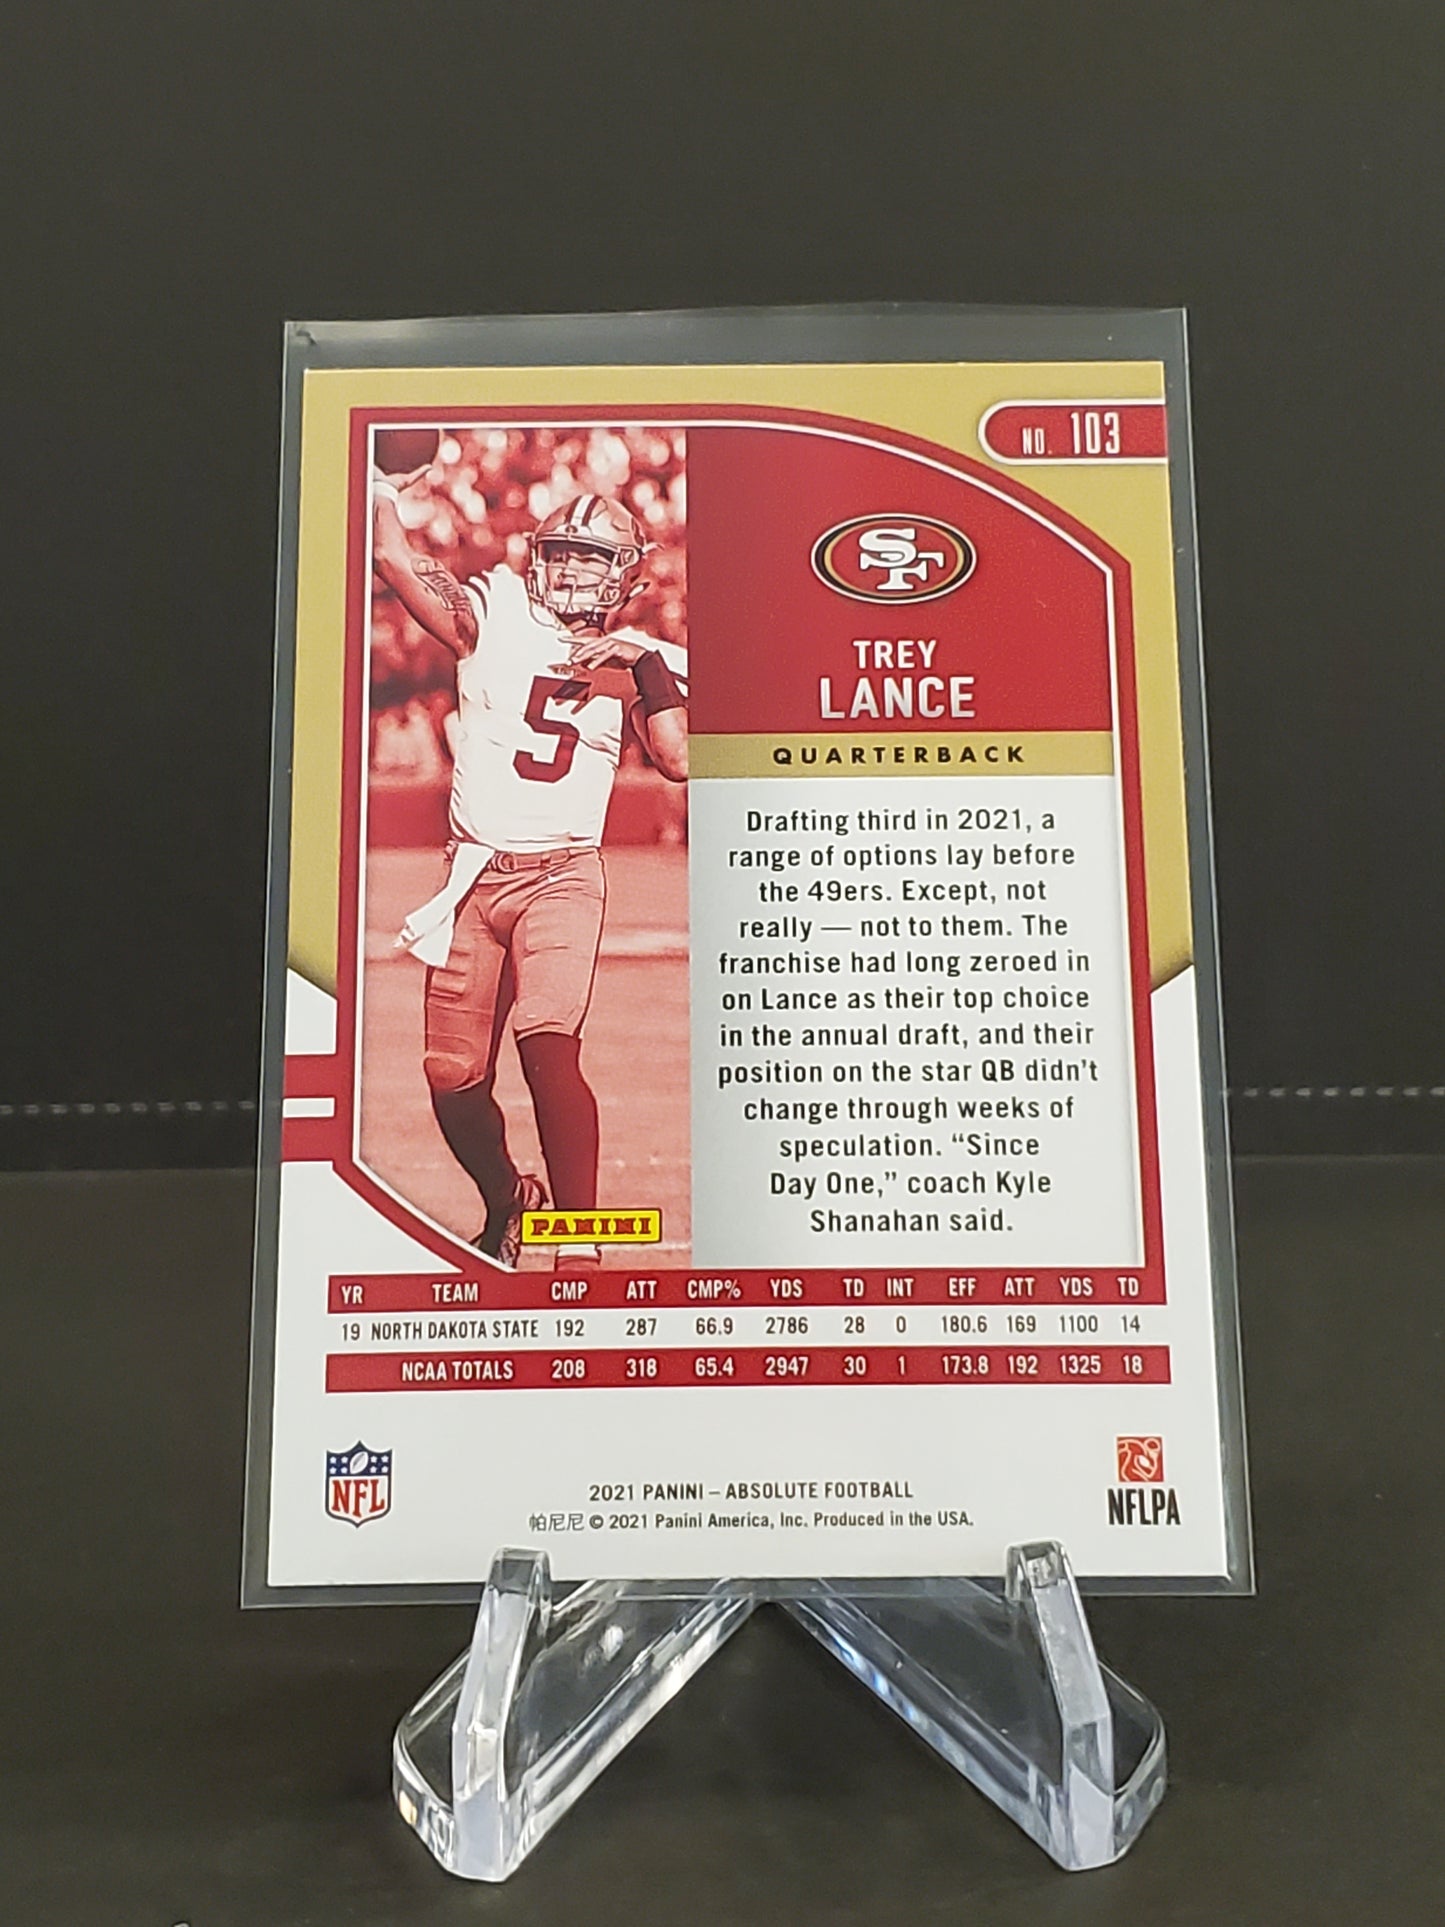 NO. 103
SF
TREY
LANCE
QUARTERBACK
5
Drafting third in 2021, a
range of options lay before
the 49ers. Except, not
really — not to them. The
franchise had long zeroed in
on Lance as their top choice
in the annual draft, and their
position on the star QB didn't
change through weeks of
speculation. “Since
Day One,” coach Kyle
Shanahan said.
PANINI
YR TEAM CMP ATT CMP% YDS TD INT EFF ATT YDS TD
19 NORTH DAKOTA STATE 192 287 66.9 2786 28 0 180.6 169 1100 14
NCAA TOTALS 208 318 65.4 2947 30 1 173.8 192 1325 18
NFL
2021 PANINI – ABSOLUTE FOOTBALL
帕尼尼 © 2021 Panini America, Inc. Produced in the USA.
NFLPA